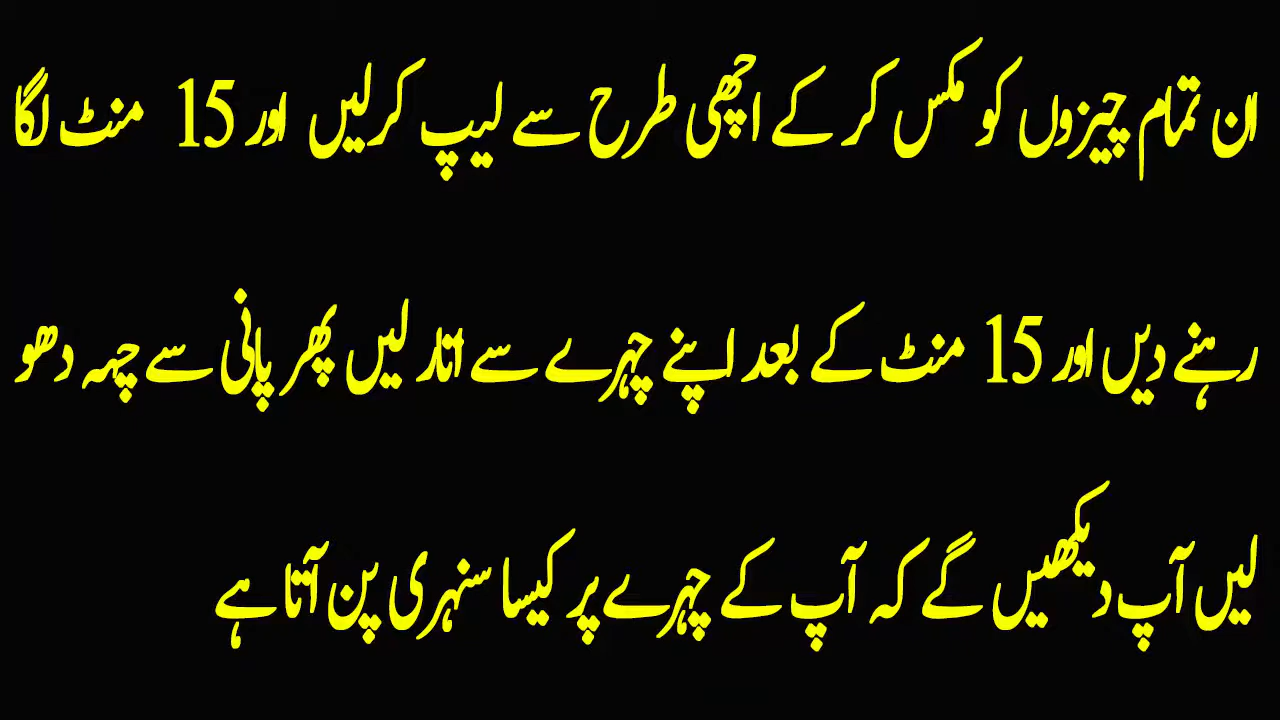 ان تمام چیزوں کو مکس کر کے اچھی طرح سے لیپ کرلیں اور 15 منٹ لگا
رہنے دیں اور 15 منٹ کے بعد اپنے چہرے سے اتار لیں پھر پانی سے چہہ دھو
لیں آپ دیکھیں گے کہ آپ کے چہرے پر کیسا سنہری پن آتا ہے